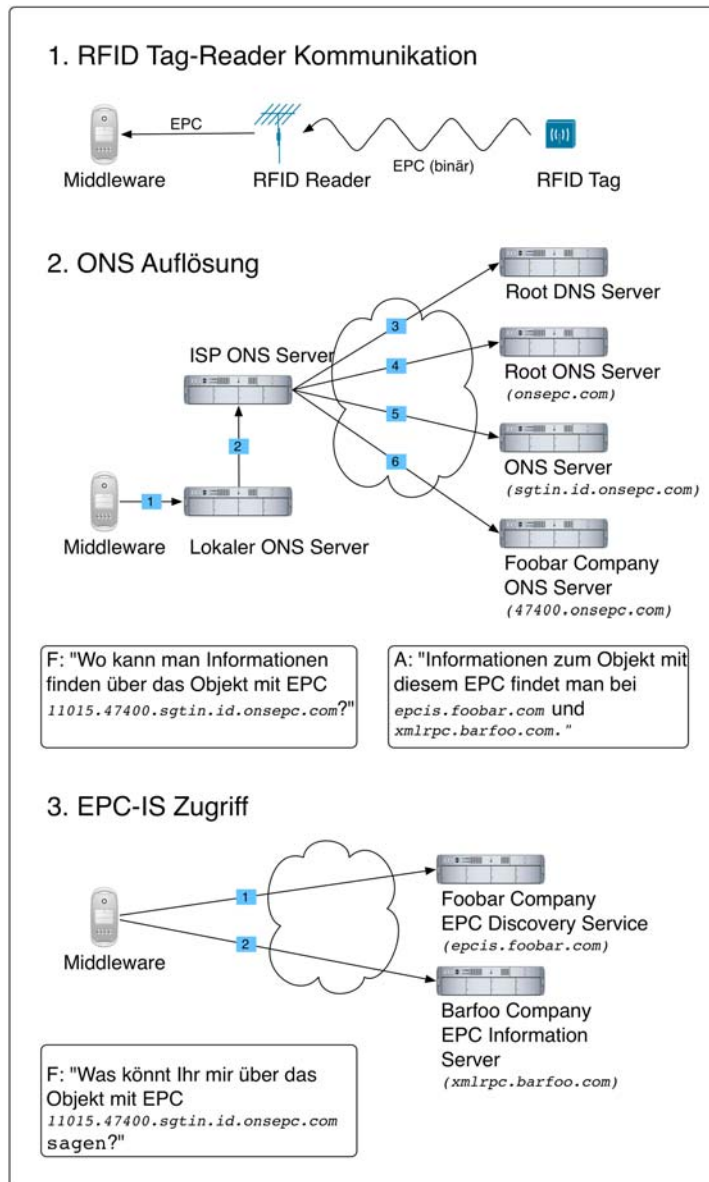 1. RFID Tag-Reader Kommunikation
EPC
EPC (binär)
Middleware
RFID Reader
RFID Tag
2. ONS Auflösung
Root DNS Server
3
ISP ONS Server
4
Root ONS Server
(onsepc.com)
5
2
6
ONS Server
(sgtin.id.onsepc.com)
1
Middleware
Lokaler ONS Server
Foobar Company
ONS Server
(47400.onsepc.com)
F: "Wo kann man Informationen
finden über das Objekt mit EPC
11015.47400.sgtin.id.onsepc.com?"
A: "Informationen zum Objekt mit
diesem EPC findet man bei
epcis.foobar.com und
xmlrpc.barfoo.com."
3. EPC-IS Zugriff
1
2
Middleware
Foobar Company
EPC Discovery Service
(epcis.foobar.com)
Barfoo Company
EPC Information
Server
(xmlrpc.barfoo.com)
F: "Was könnt Ihr mir über das
Objekt mit EPC
11015.47400.sgtin.id.onsepc.com
sagen?"